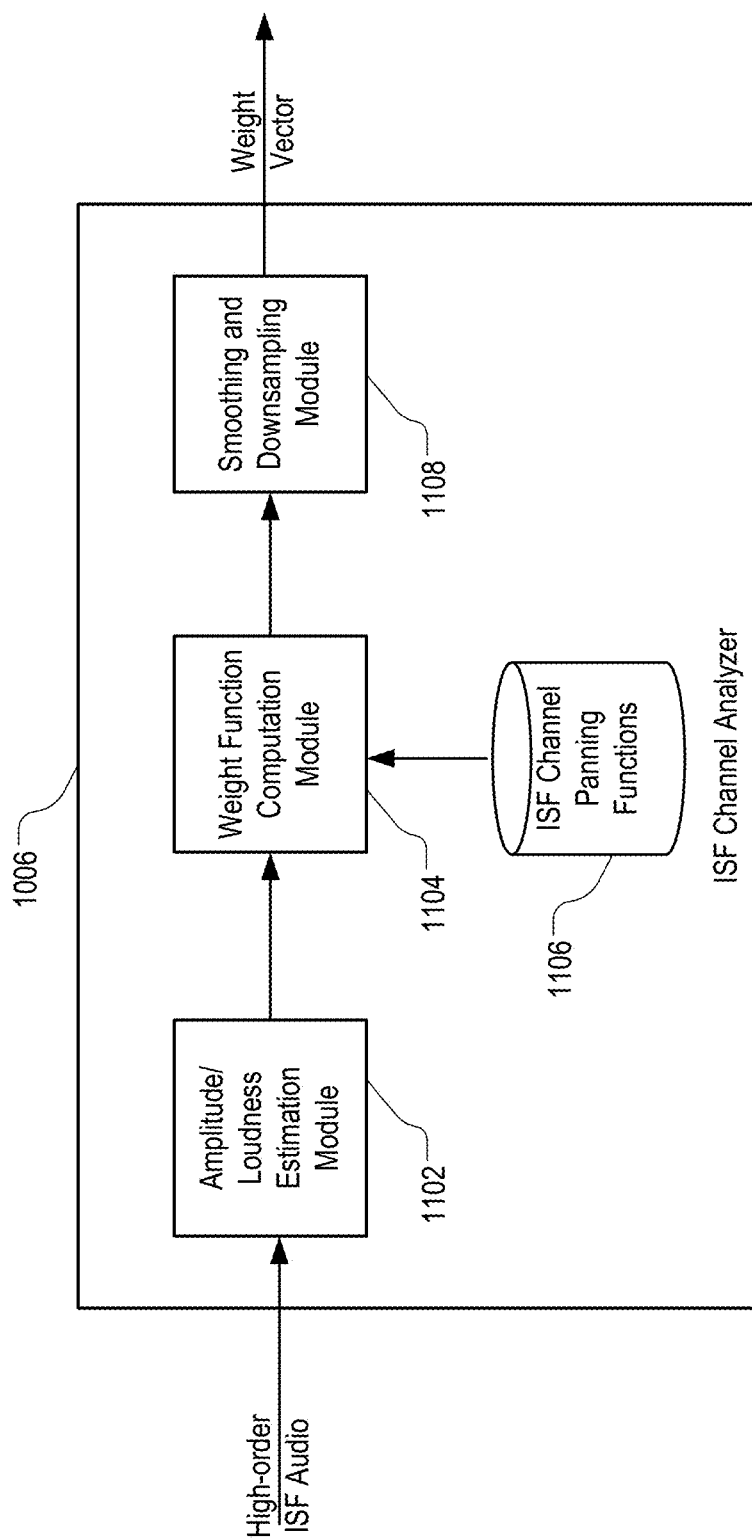 1006
High-order
ISF Audio
Amplitude/
Loudness
Estimation
Module
1102
Weight Function
Computation
Module
1104
Smoothing and
Downsampling
Module
1108
Weight
Vector
ISF Channel
Panning
Functions
1106
ISF Channel Analyzer